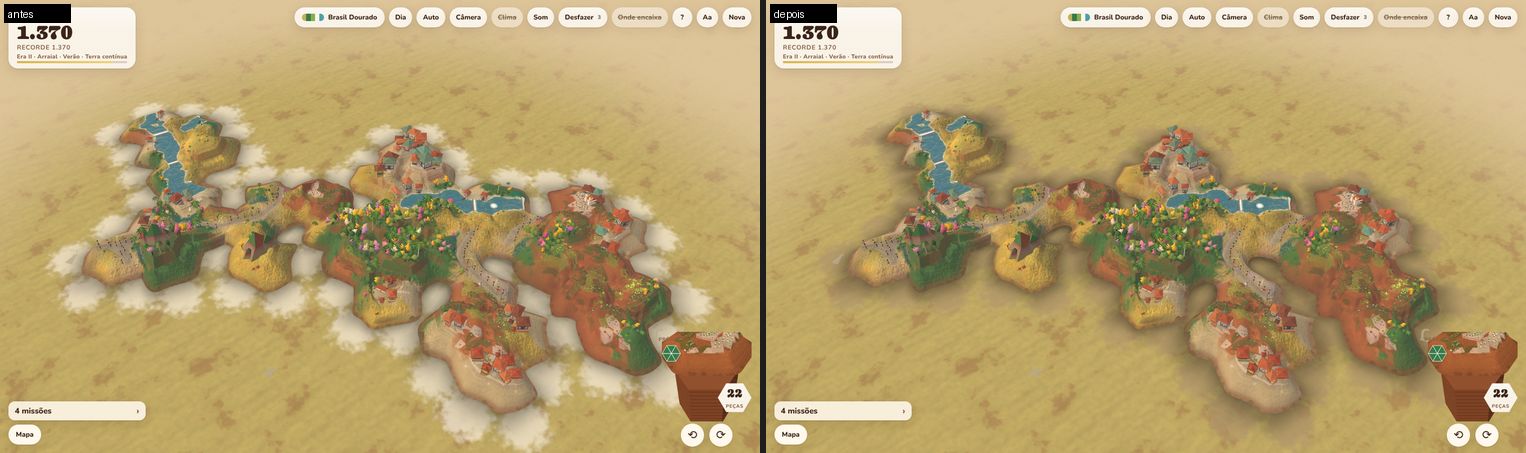 antes
1.370
RECORDE 1.370
Era II · Arraial · Verão · Terra contínua
Brasil Dourado
Dia
Auto
Câmera
Clima
Som
Desfazer 3
Onde encaixa
?
Aa
Nova
4 missões ›
Mapa
22
PEÇAS
depois
1.370
RECORDE 1.370
Era II · Arraial · Verão · Terra contínua
Brasil Dourado
Dia
Auto
Câmera
Clima
Som
Desfazer 3
Onde encaixa
?
Aa
Nova
4 missões ›
Mapa
22
PEÇAS